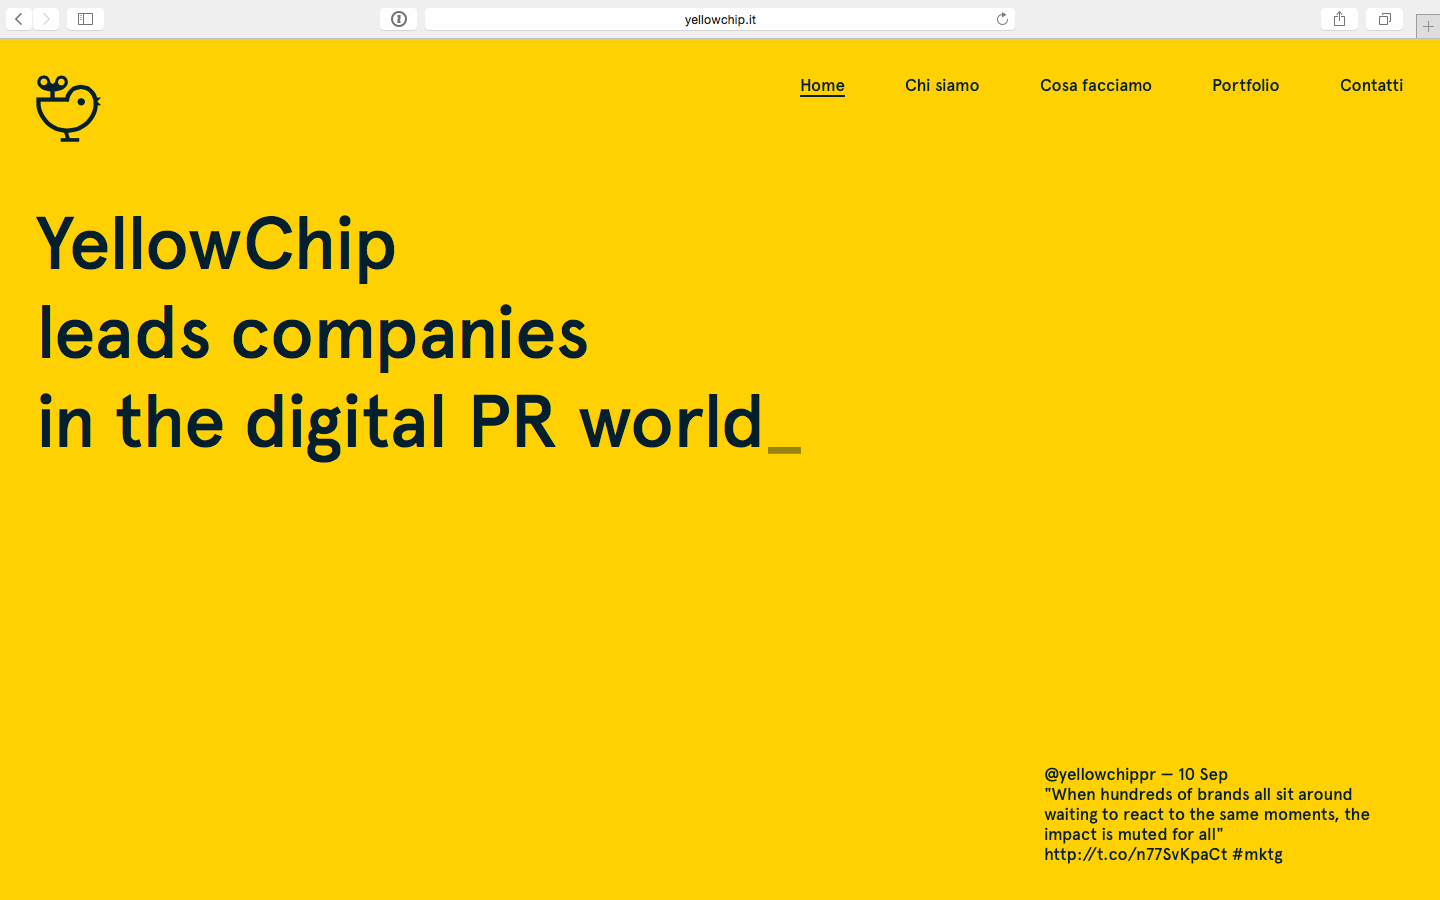 yellowchip.it
Home Chi siamo Cosa facciamo Portfolio Contatti
YellowChip
leads companies
in the digital PR world_
@yellowchippr — 10 Sep
"When hundreds of brands all sit around
waiting to react to the same moments, the
impact is muted for all"
http://t.co/n77SvKpaCt #mktg